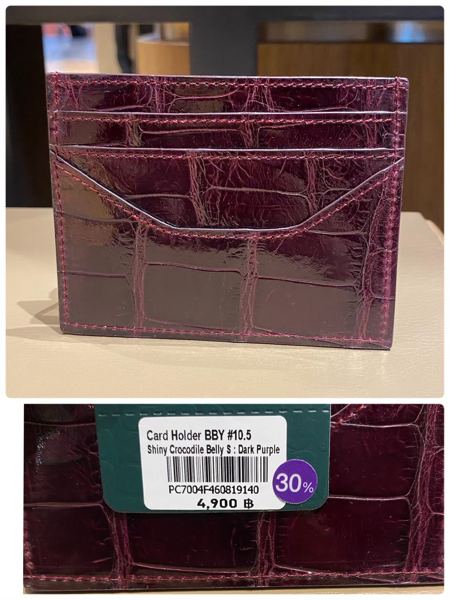 Card Holder BBY #10.5
Shiny Crocodile Belly S : Dark Purple
PC7004F460819140
4,900 ฿
30%